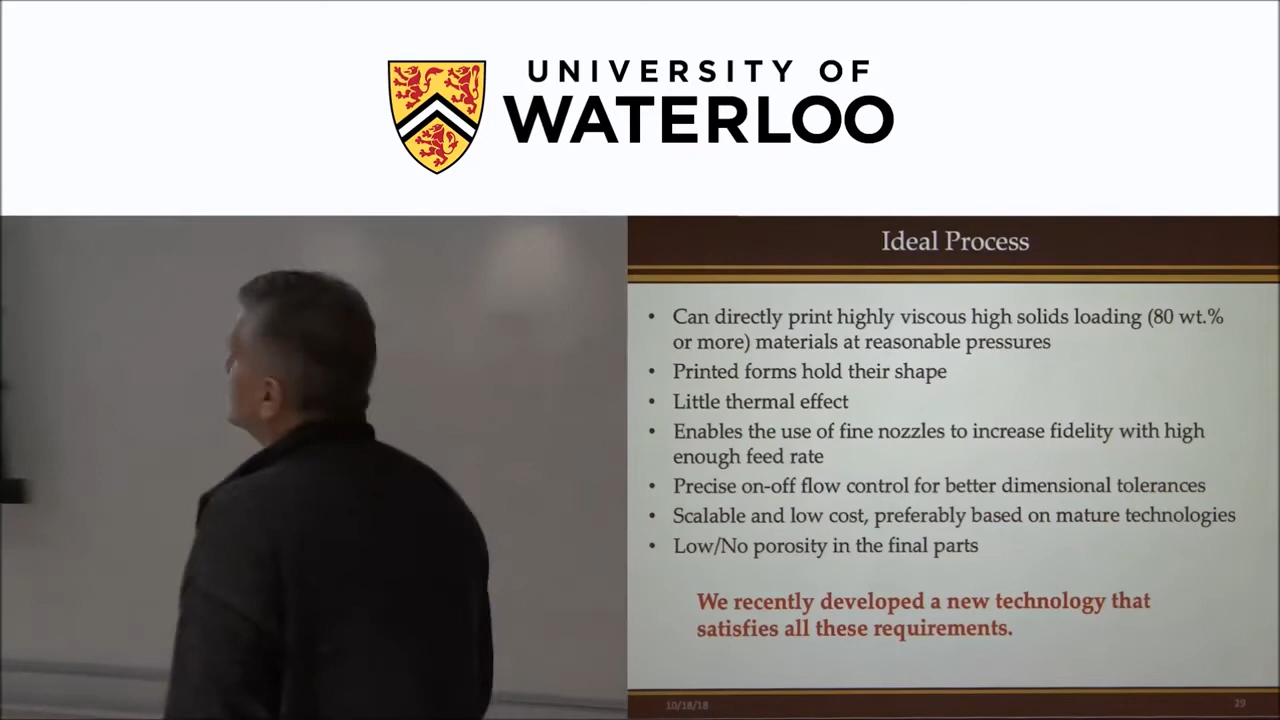 UNIVERSITY OF
WATERLOO
Ideal Process
• Can directly print highly viscous high solids loading (80 wt.%
or more) materials at reasonable pressures
• Printed forms hold their shape
• Little thermal effect
• Enables the use of fine nozzles to increase fidelity with high
enough feed rate
• Precise on-off flow control for better dimensional tolerances
• Scalable and low cost, preferably based on mature technologies
• Low/No porosity in the final parts
We recently developed a new technology that
satisfies all these requirements.
10/18/18
29